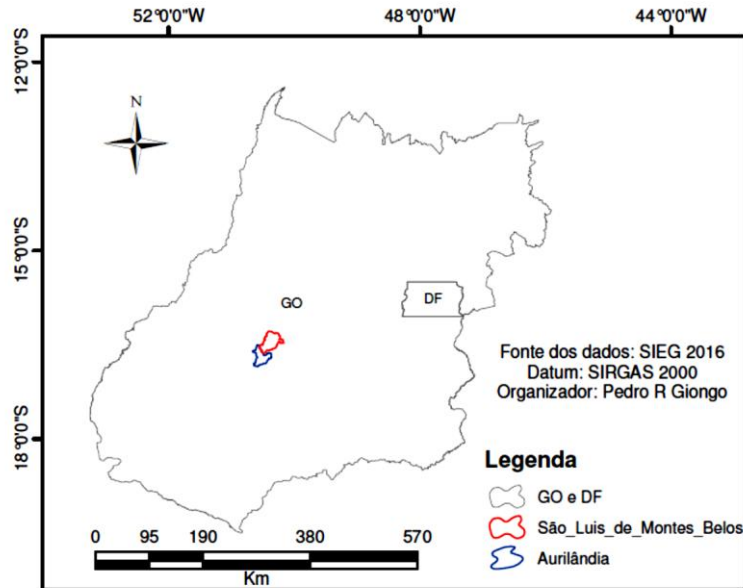 52°0'0"W 48°0'0"W 44°0'0"W
12°0'0"S
N
15°0'0"S
GO
DF
Fonte dos dados: SIEG 2016
Datum: SIRGAS 2000
Organizador: Pedro R Giongo
18°0'0"S
Legenda
GO e DF
São_Luis_de_Montes_Belos
Aurilândia
0 95 190 380 570
Km